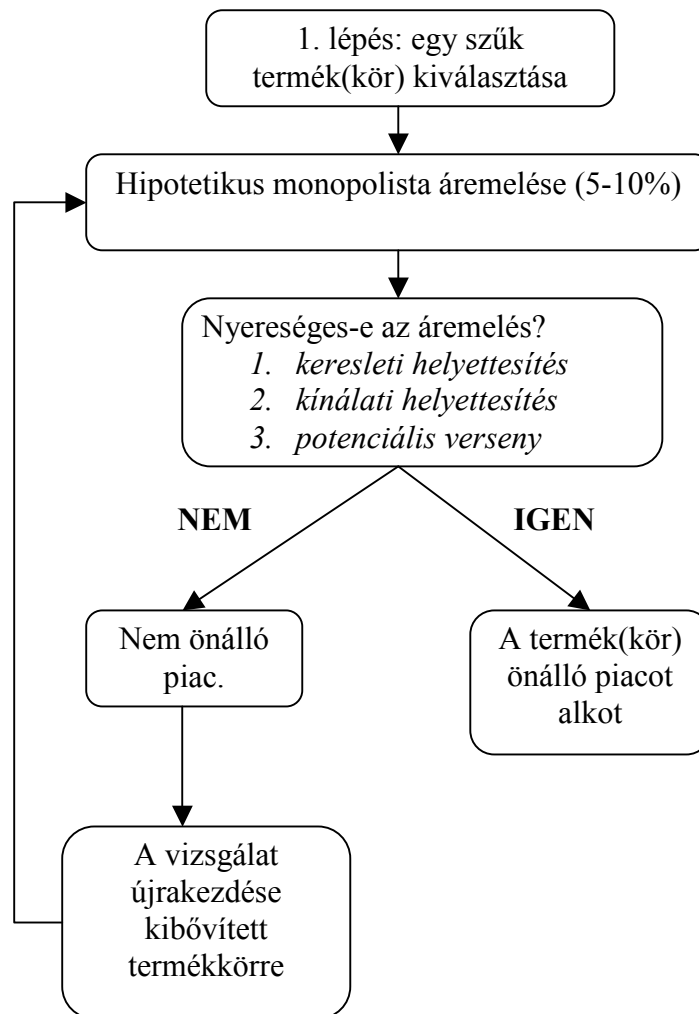 1. lépés: egy szűk
termék(kör) kiválasztása
Hipotetikus monopolista áremelése (5-10%)
Nyereséges-e az áremelés?
1. keresleti helyettesítés
2. kínálati helyettesítés
3. potenciális verseny
NEM
IGEN
Nem önálló
piac.
A termék(kör)
önálló piacot
alkot
A vizsgálat
újrakezdése
kibővített
termékkörre